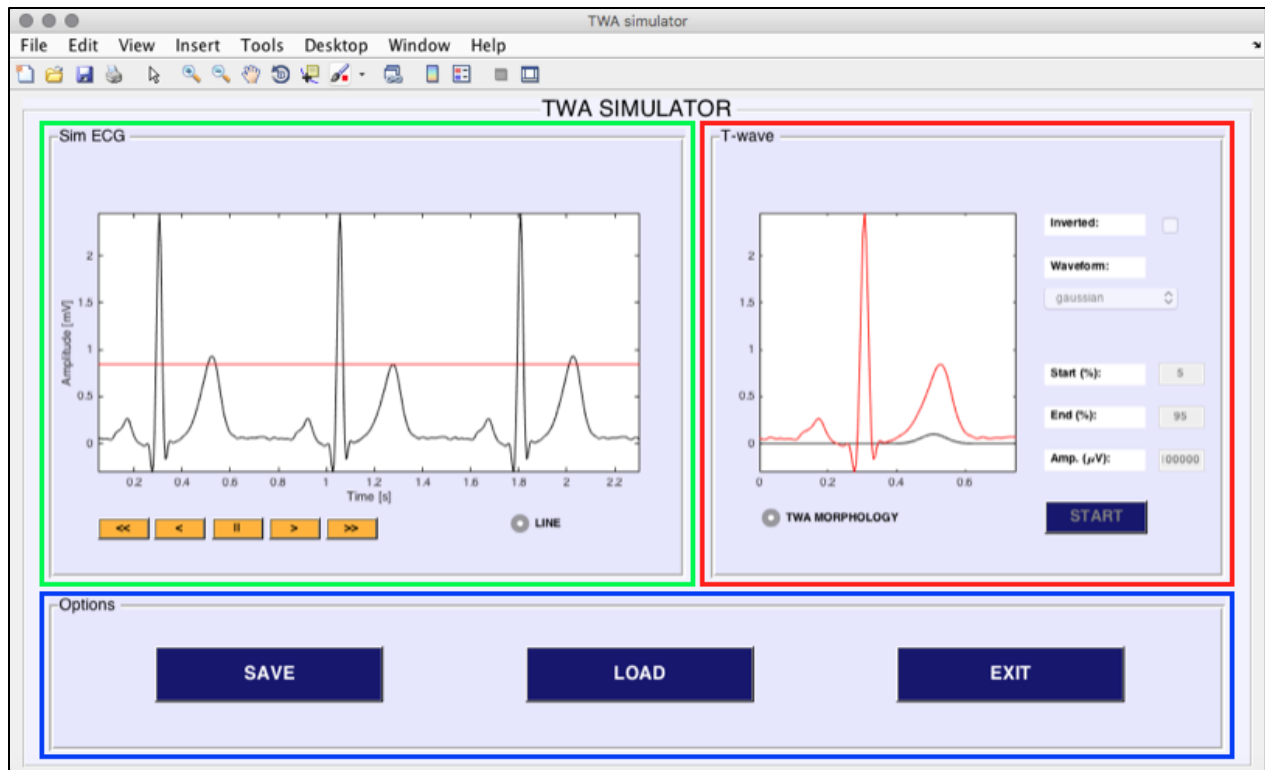 TWA simulator
File Edit View Insert Tools Desktop Window Help
TWA SIMULATOR
Sim ECG
2
1.5
1
0.5
0
Amplitude [mV]
0.2 0.4 0.6 0.8 1 1.2 1.4 1.6 1.8 2 2.2
Time [s]
<< < II > >>
LINE
T-wave
2
1.5
1
0.5
0
0 0.2 0.4 0.6
TWA MORPHOLOGY
Inverted:
Waveform:
gaussian
Start (%): 5
End (%): 95
Amp. (μV): 100000
START
Options
SAVE LOAD EXIT